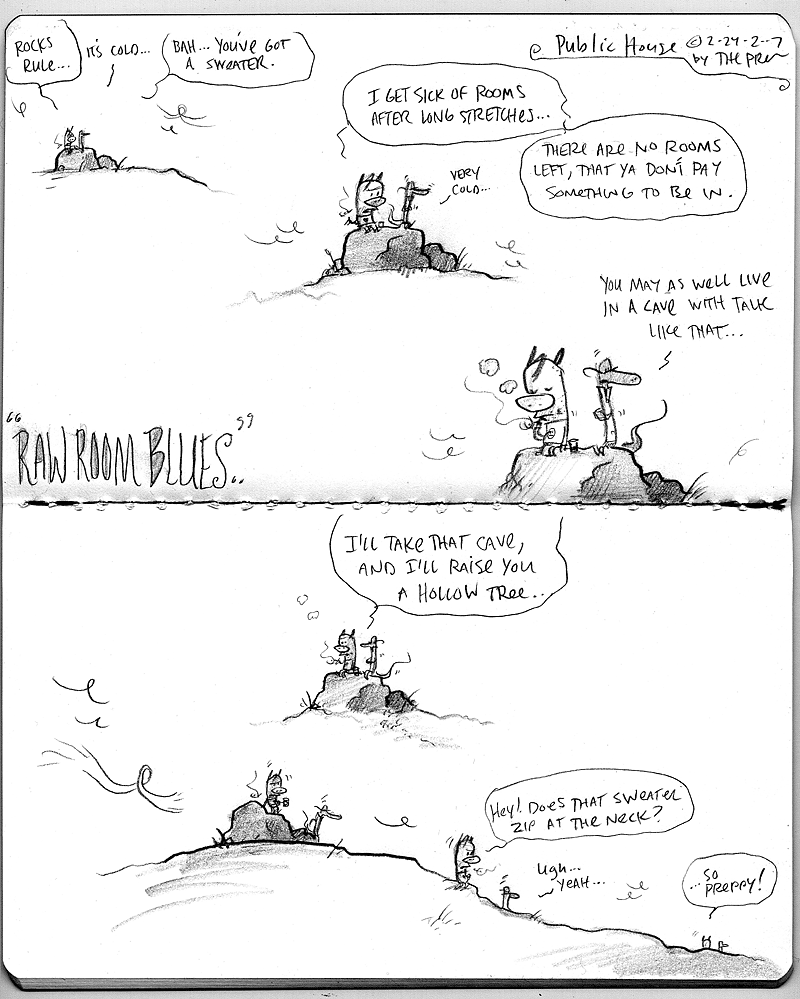 ROCKS
RULE...
IT'S COLD...
BAH... YOU'VE GOT
A SWEATER.
Public House © 2-24-2--7
by THE PREW
I GET SICK OF ROOMS
AFTER LONG STRETCHES...
VERY
COLD...
THERE ARE NO ROOMS
LEFT, THAT YA DON'T PAY
SOMETHING TO BE IN.
YOU MAY AS WELL LIVE
IN A CAVE WITH TALK
LIKE THAT...
"RAW ROOM BLUES.."
I'LL TAKE THAT CAVE,
AND I'LL RAISE YOU
A HOLLOW TREE..
Hey! DOES THAT SWEATER
ZIP AT THE NECK?
Ugh...
YEAH...
...SO
PREPPY!